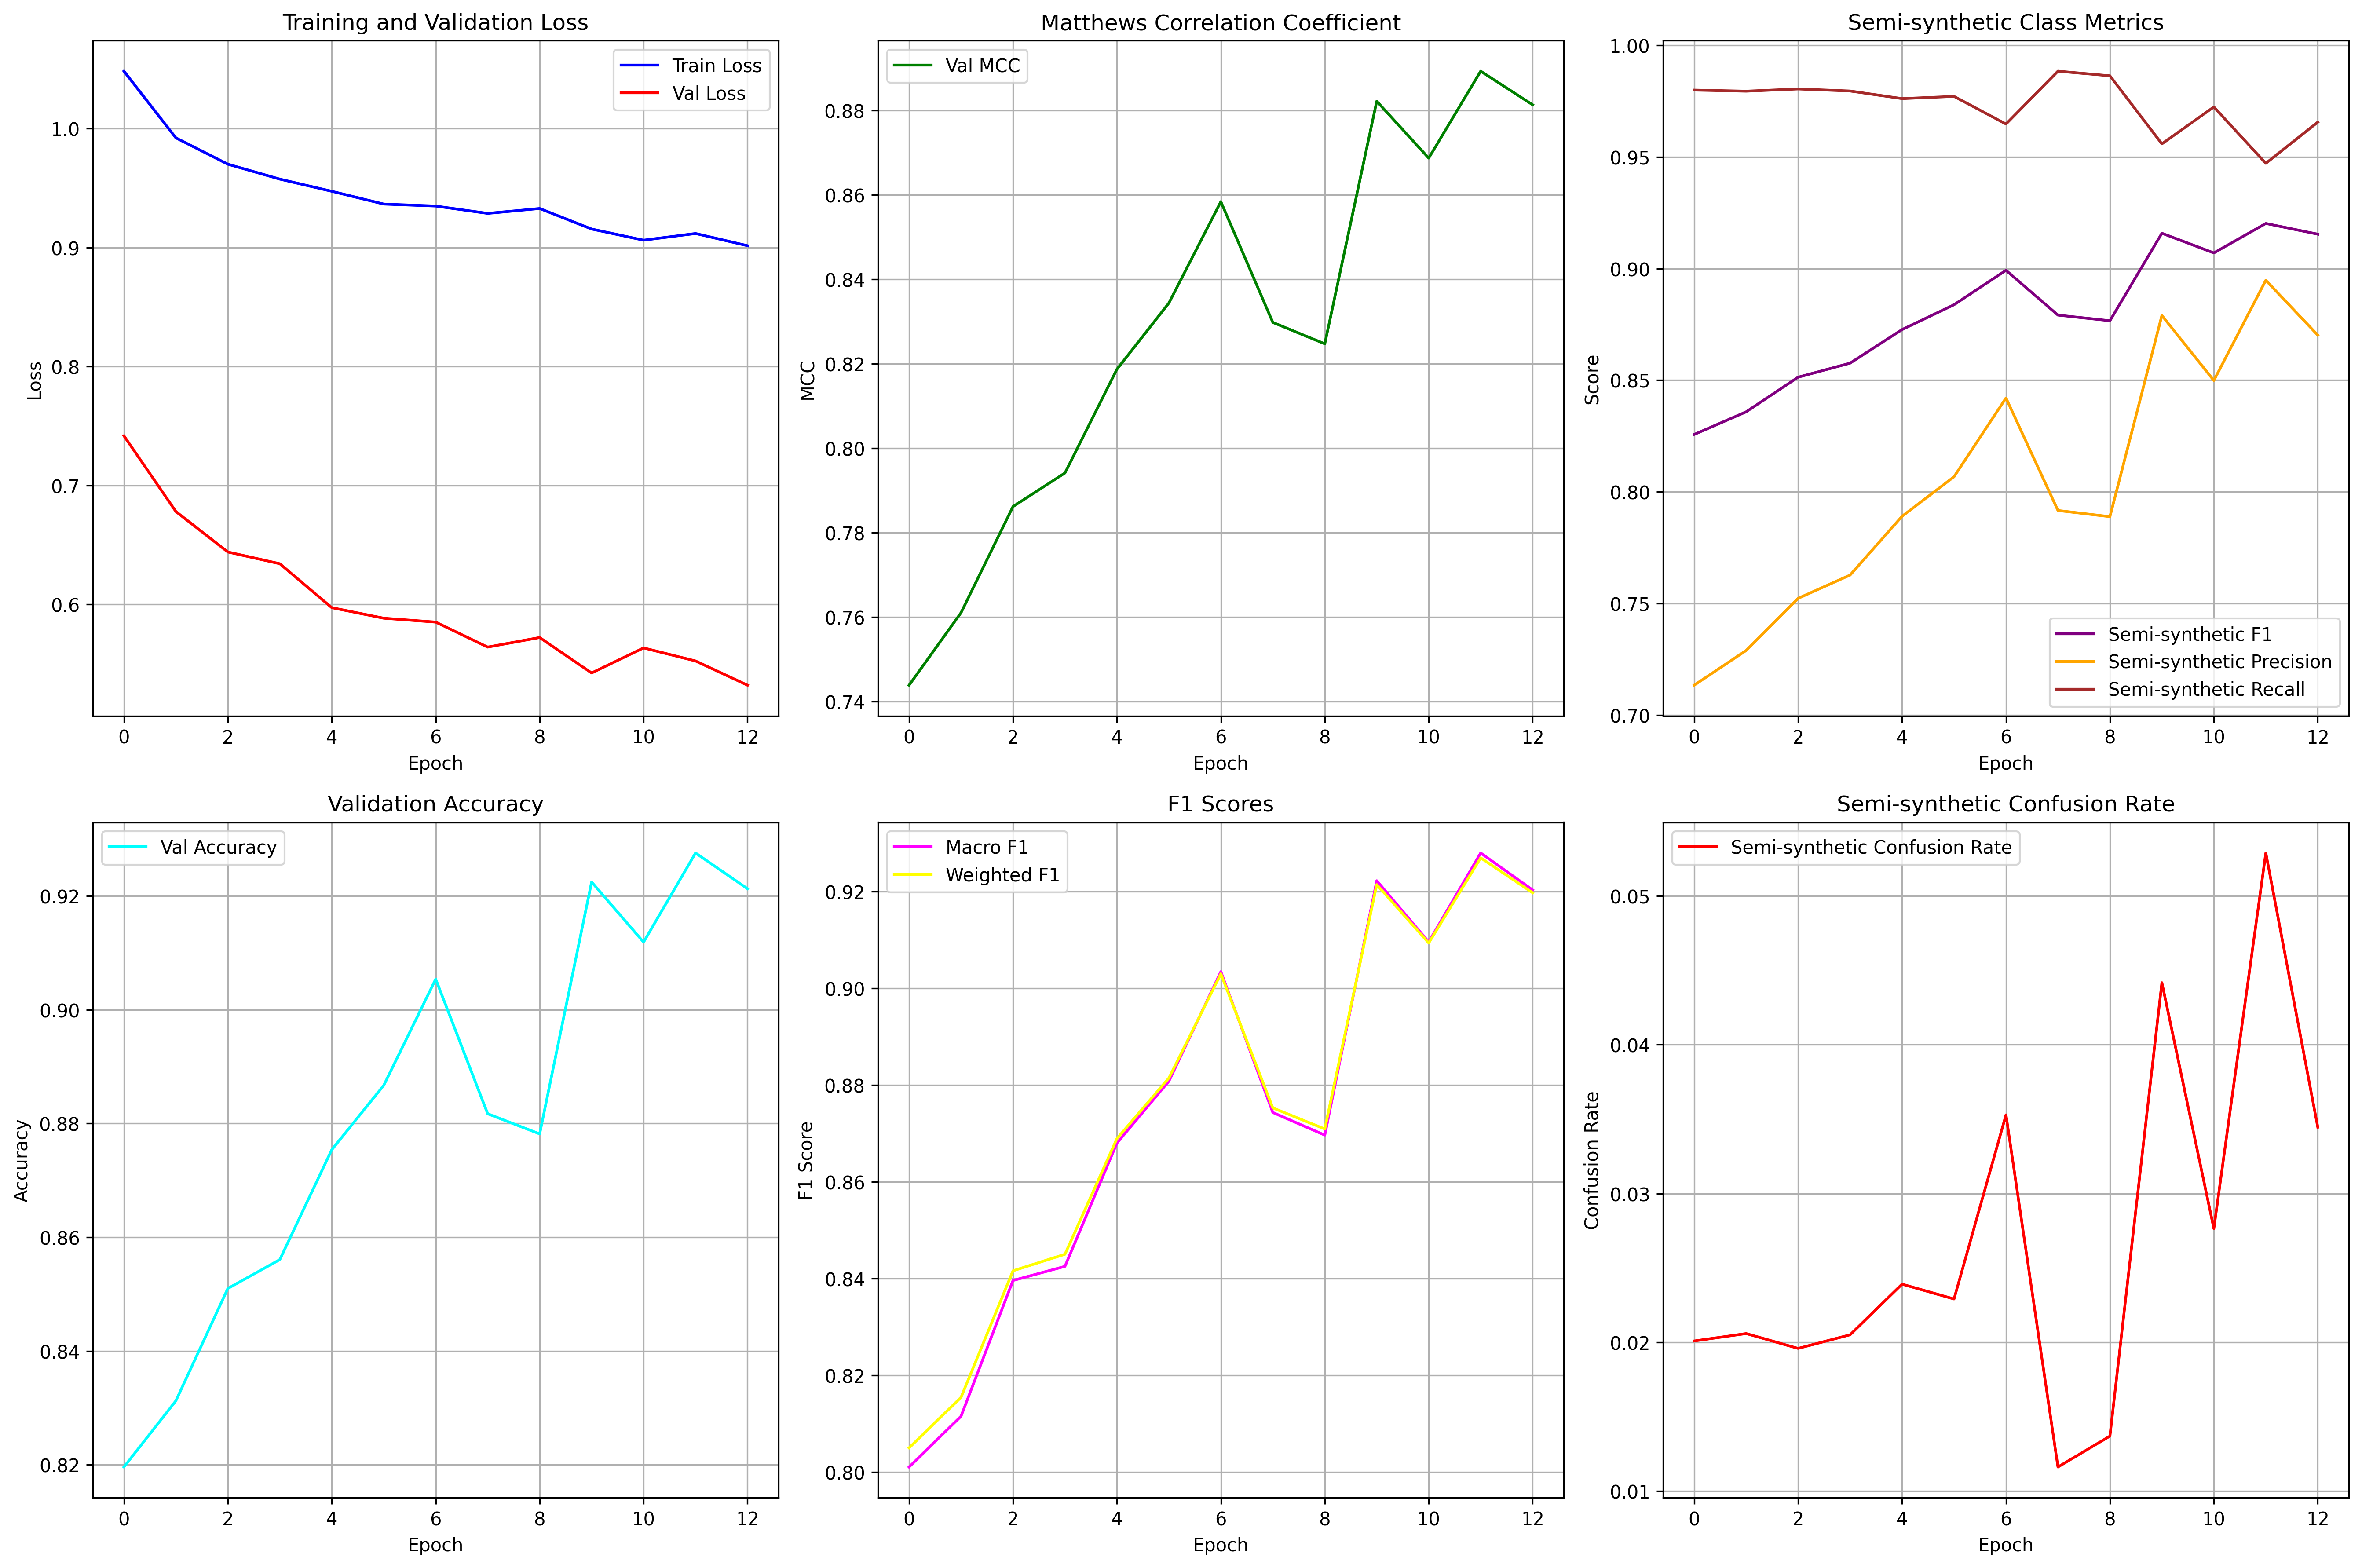 Training and Validation Loss
Train Loss
Val Loss
1.0
0.9
0.8
0.7
0.6
Loss
0 2 4 6 8 10 12
Epoch
Matthews Correlation Coefficient
Val MCC
0.88
0.86
0.84
0.82
0.80
0.78
0.76
0.74
MCC
0 2 4 6 8 10 12
Epoch
Semi-synthetic Class Metrics
1.00
0.95
0.90
0.85
0.80
0.75
0.70
Score
Semi-synthetic F1
Semi-synthetic Precision
Semi-synthetic Recall
0 2 4 6 8 10 12
Epoch
Validation Accuracy
Val Accuracy
0.92
0.90
0.88
0.86
0.84
0.82
Accuracy
0 2 4 6 8 10 12
Epoch
F1 Scores
Macro F1
Weighted F1
0.92
0.90
0.88
0.86
0.84
0.82
0.80
F1 Score
0 2 4 6 8 10 12
Epoch
Semi-synthetic Confusion Rate
Semi-synthetic Confusion Rate
0.05
0.04
0.03
0.02
0.01
Confusion Rate
0 2 4 6 8 10 12
Epoch